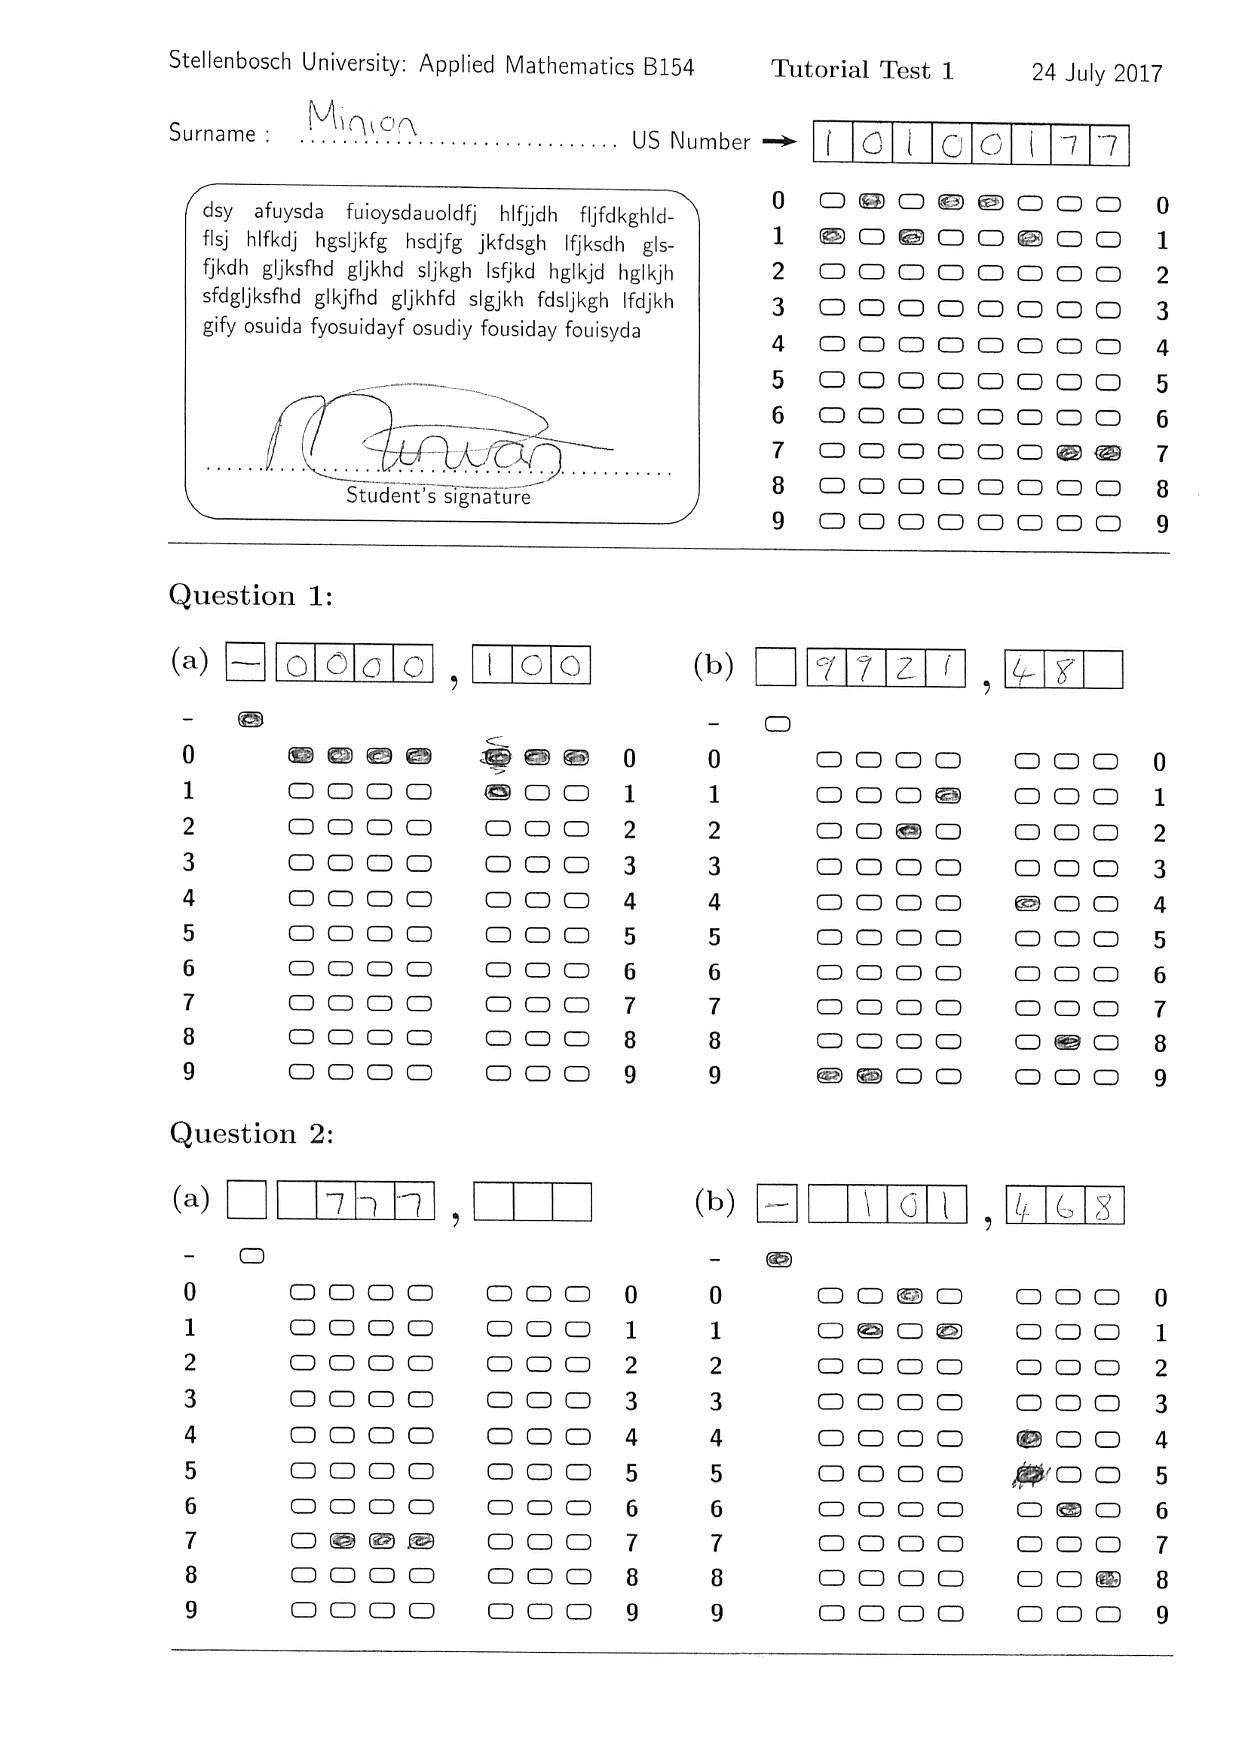 Stellenbosch University: Applied Mathematics B154 Tutorial Test 1 24 July 2017
Surname : Minion US Number → 1 0 1 0 0 1 7 7
dsy afuysda fuioysdauoldfj hlfjjdh fljfdkghld-
flsj hlfkdj hgsljkfg hsdjfg jkfdsgh lfjksdh gls-
fjkdh gljksfhd gljkhd sljkgh lsfjkd hglkjd hglkjh
sfdgljksfhd glkjfhd gljkhfd slgjkh fdsljkgh lfdjkh
gify osuida fyosuidayf osudiy fousiday fouisyda
Student's signature
0 0
1 1
2 2
3 3
4 4
5 5
6 6
7 7
8 8
9 9
Question 1:
(a) – 0 0 0 0 , 1 0 0 (b) 9 9 2 1 , 4 8
– –
0 0 0 0
1 1 1 1
2 2 2 2
3 3 3 3
4 4 4 4
5 5 5 5
6 6 6 6
7 7 7 7
8 8 8 8
9 9 9 9
Question 2:
(a) 7 7 7 , (b) – 1 0 1 , 4 6 8
– –
0 0 0 0
1 1 1 1
2 2 2 2
3 3 3 3
4 4 4 4
5 5 5 5
6 6 6 6
7 7 7 7
8 8 8 8
9 9 9 9